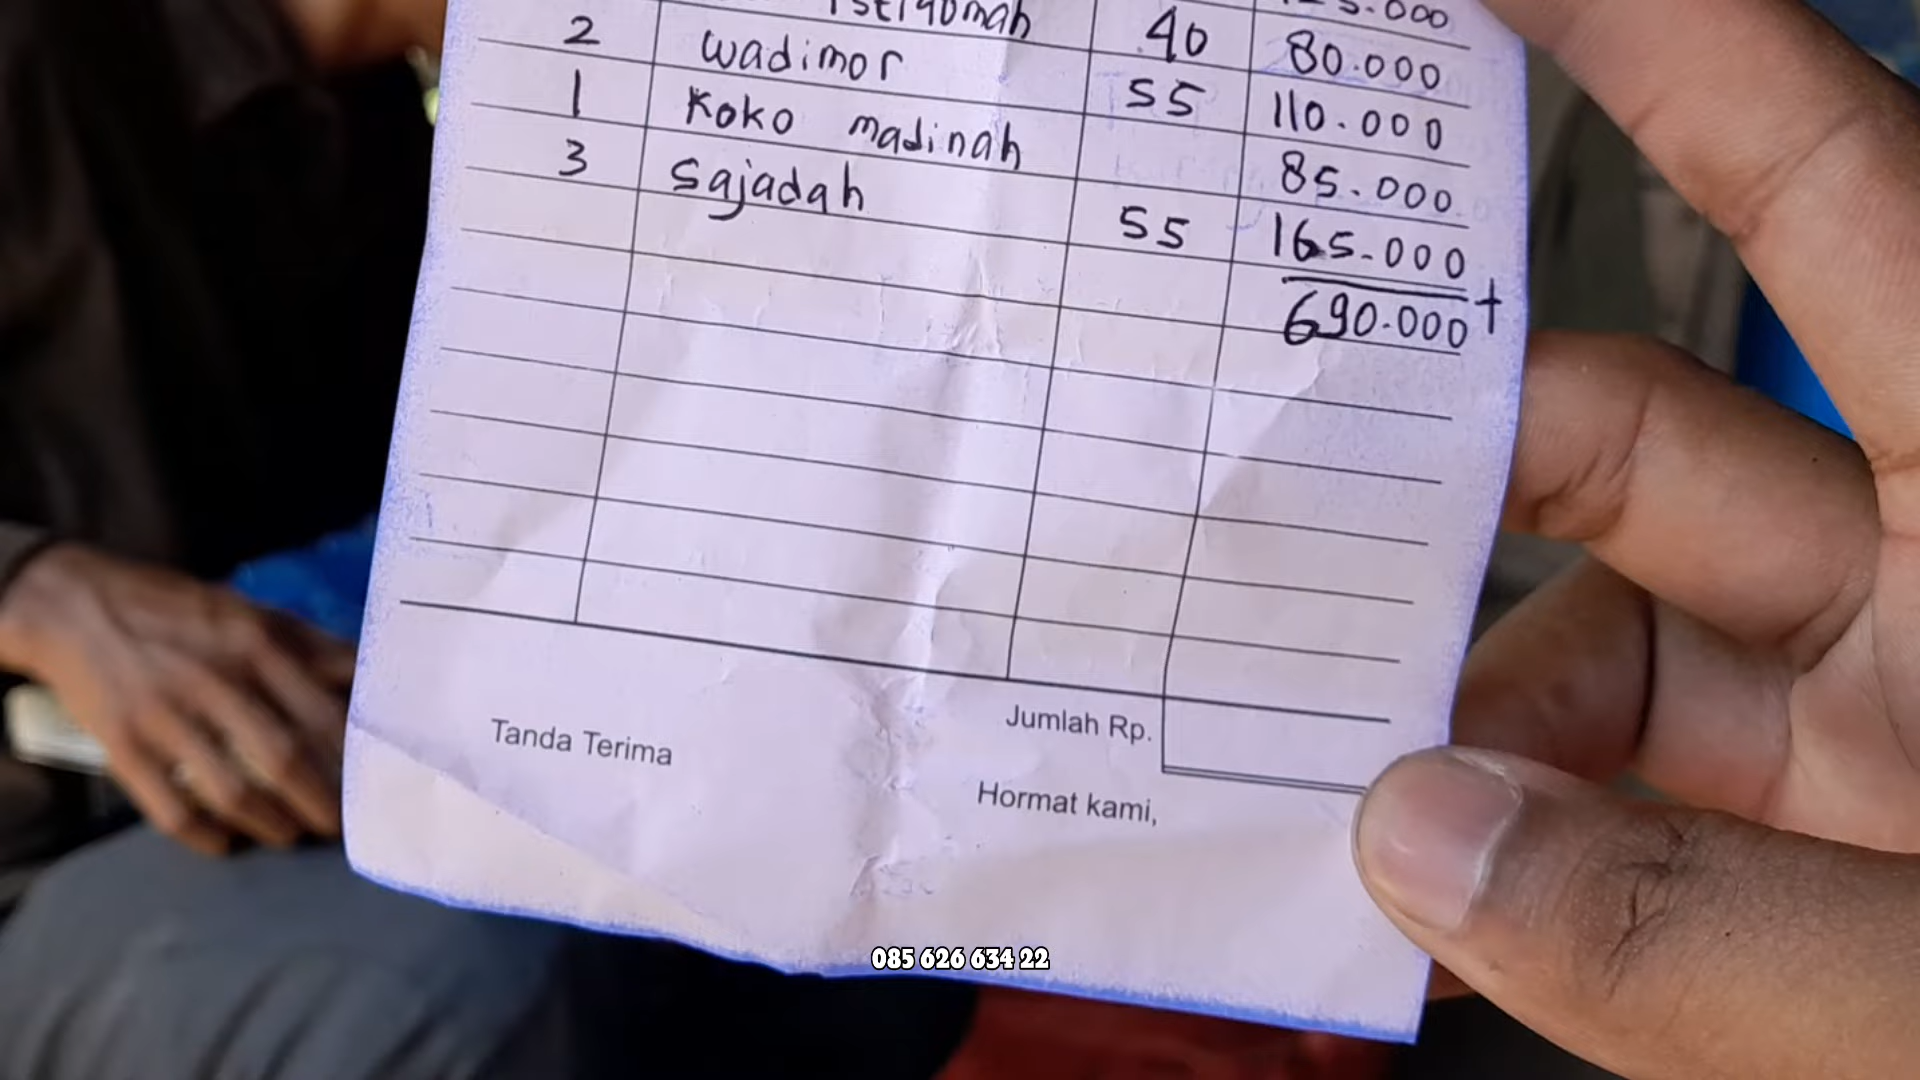 Istiqomah 40 80.000
2 wadimor 55 110.000
1 Koko madinah 85.000
3 Sajadah 55 165.000
+
690.000
Jumlah Rp.
Tanda Terima
Hormat kami,
085 626 634 22